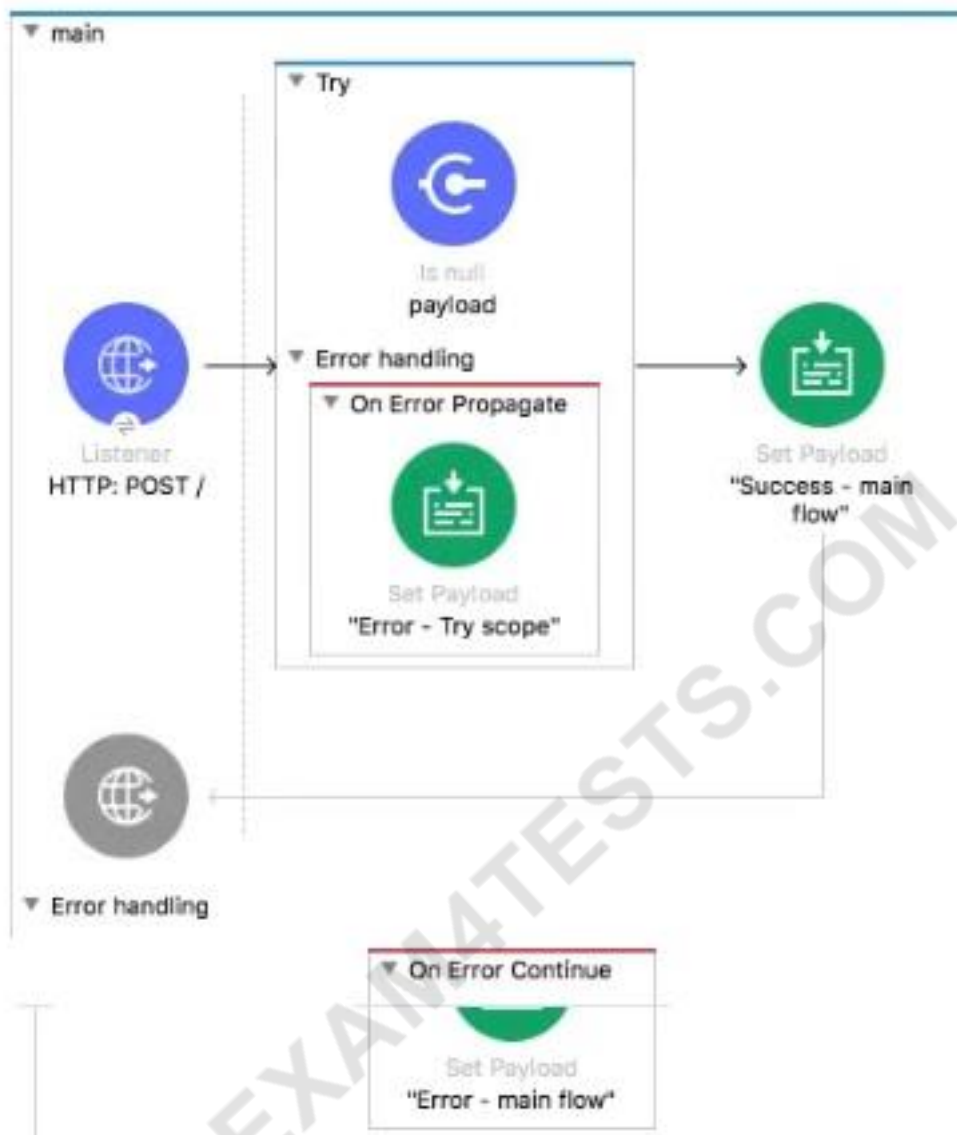 main
Try
Is null
payload
Error handling
On Error Propagate
Set Payload
"Error - Try scope"
Listener
HTTP: POST /
Set Payload
"Success - main
flow"
Error handling
On Error Continue
Set Payload
"Error - main flow"
EXAM4TESTS.COM